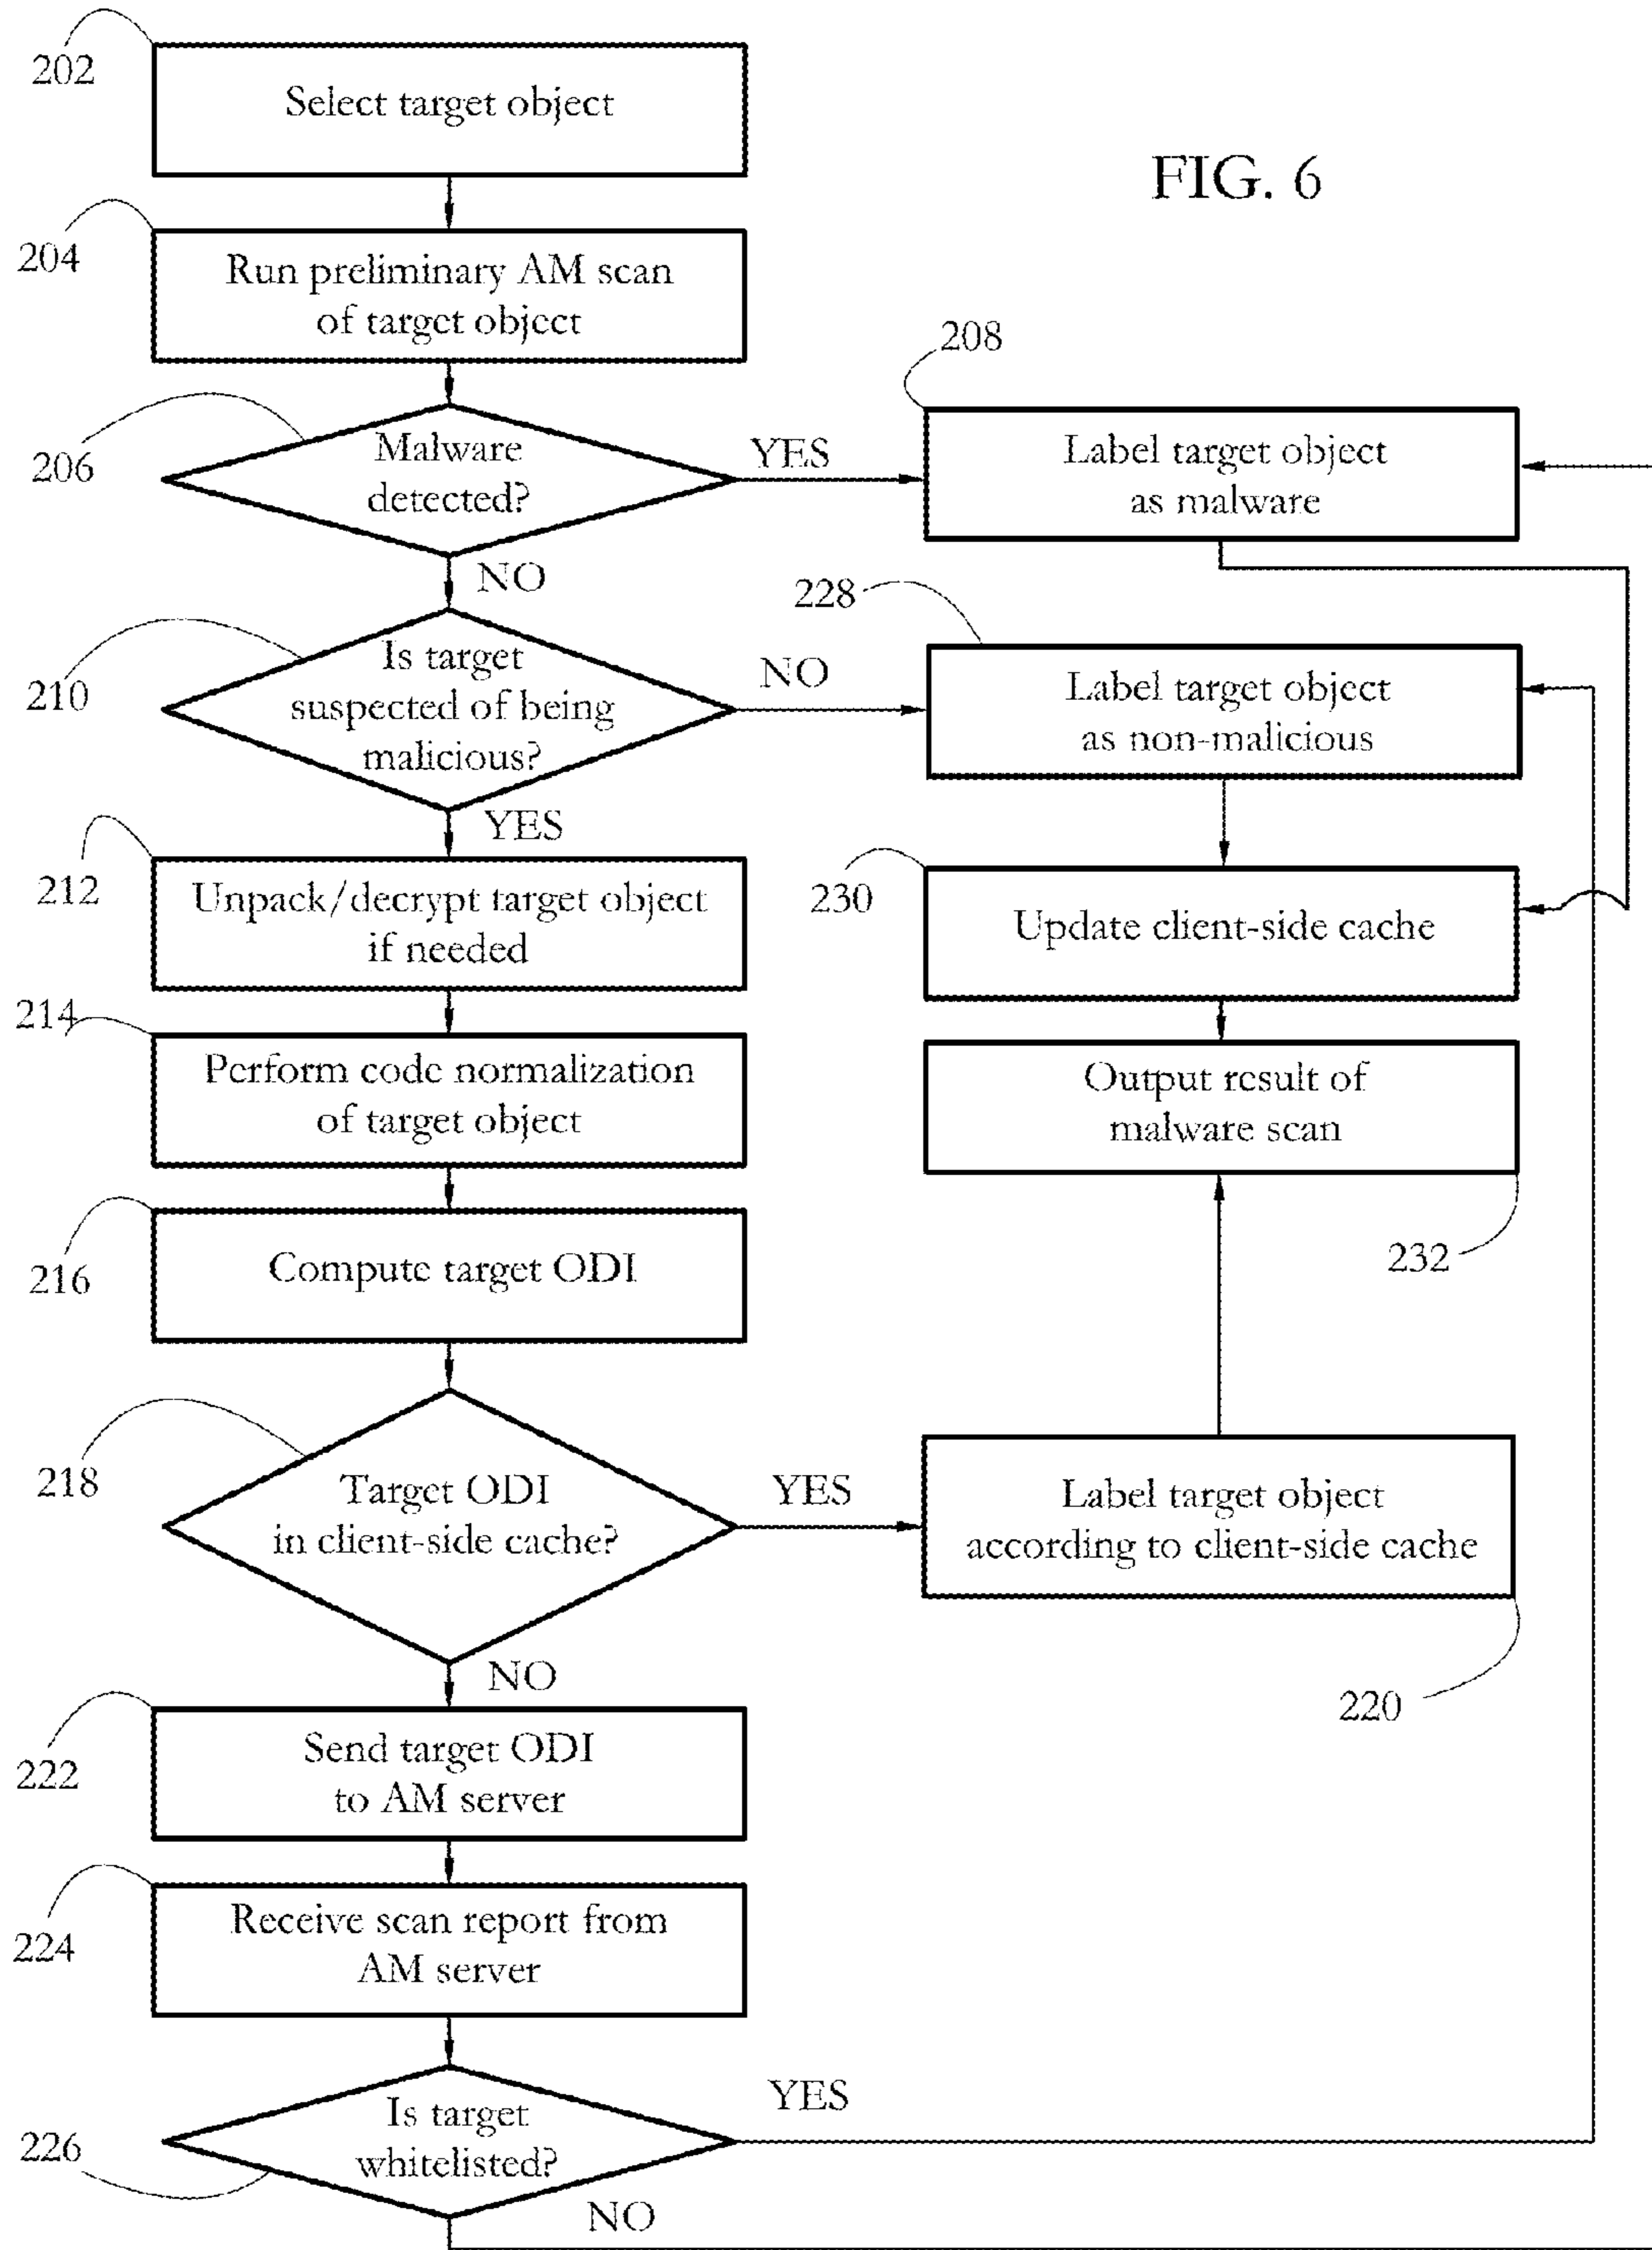 202
Select target object
FIG. 6
204
Run preliminary AM scan
of target object
208
206
Malware
detected?
YES
Label target object
as malware
NO
228
210
Is target
suspected of being
malicious?
NO
Label target object
as non-malicious
YES
212
Unpack/decrypt target object
if needed
230
Update client-side cache
214
Perform code normalization
of target object
Output result of
malware scan
232
216
Compute target ODI
218
Target ODI
in client-side cache?
YES
Label target object
according to client-side cache
220
NO
222
Send target ODI
to AM server
224
Receive scan report from
AM server
226
Is target
whitelisted?
YES
NO